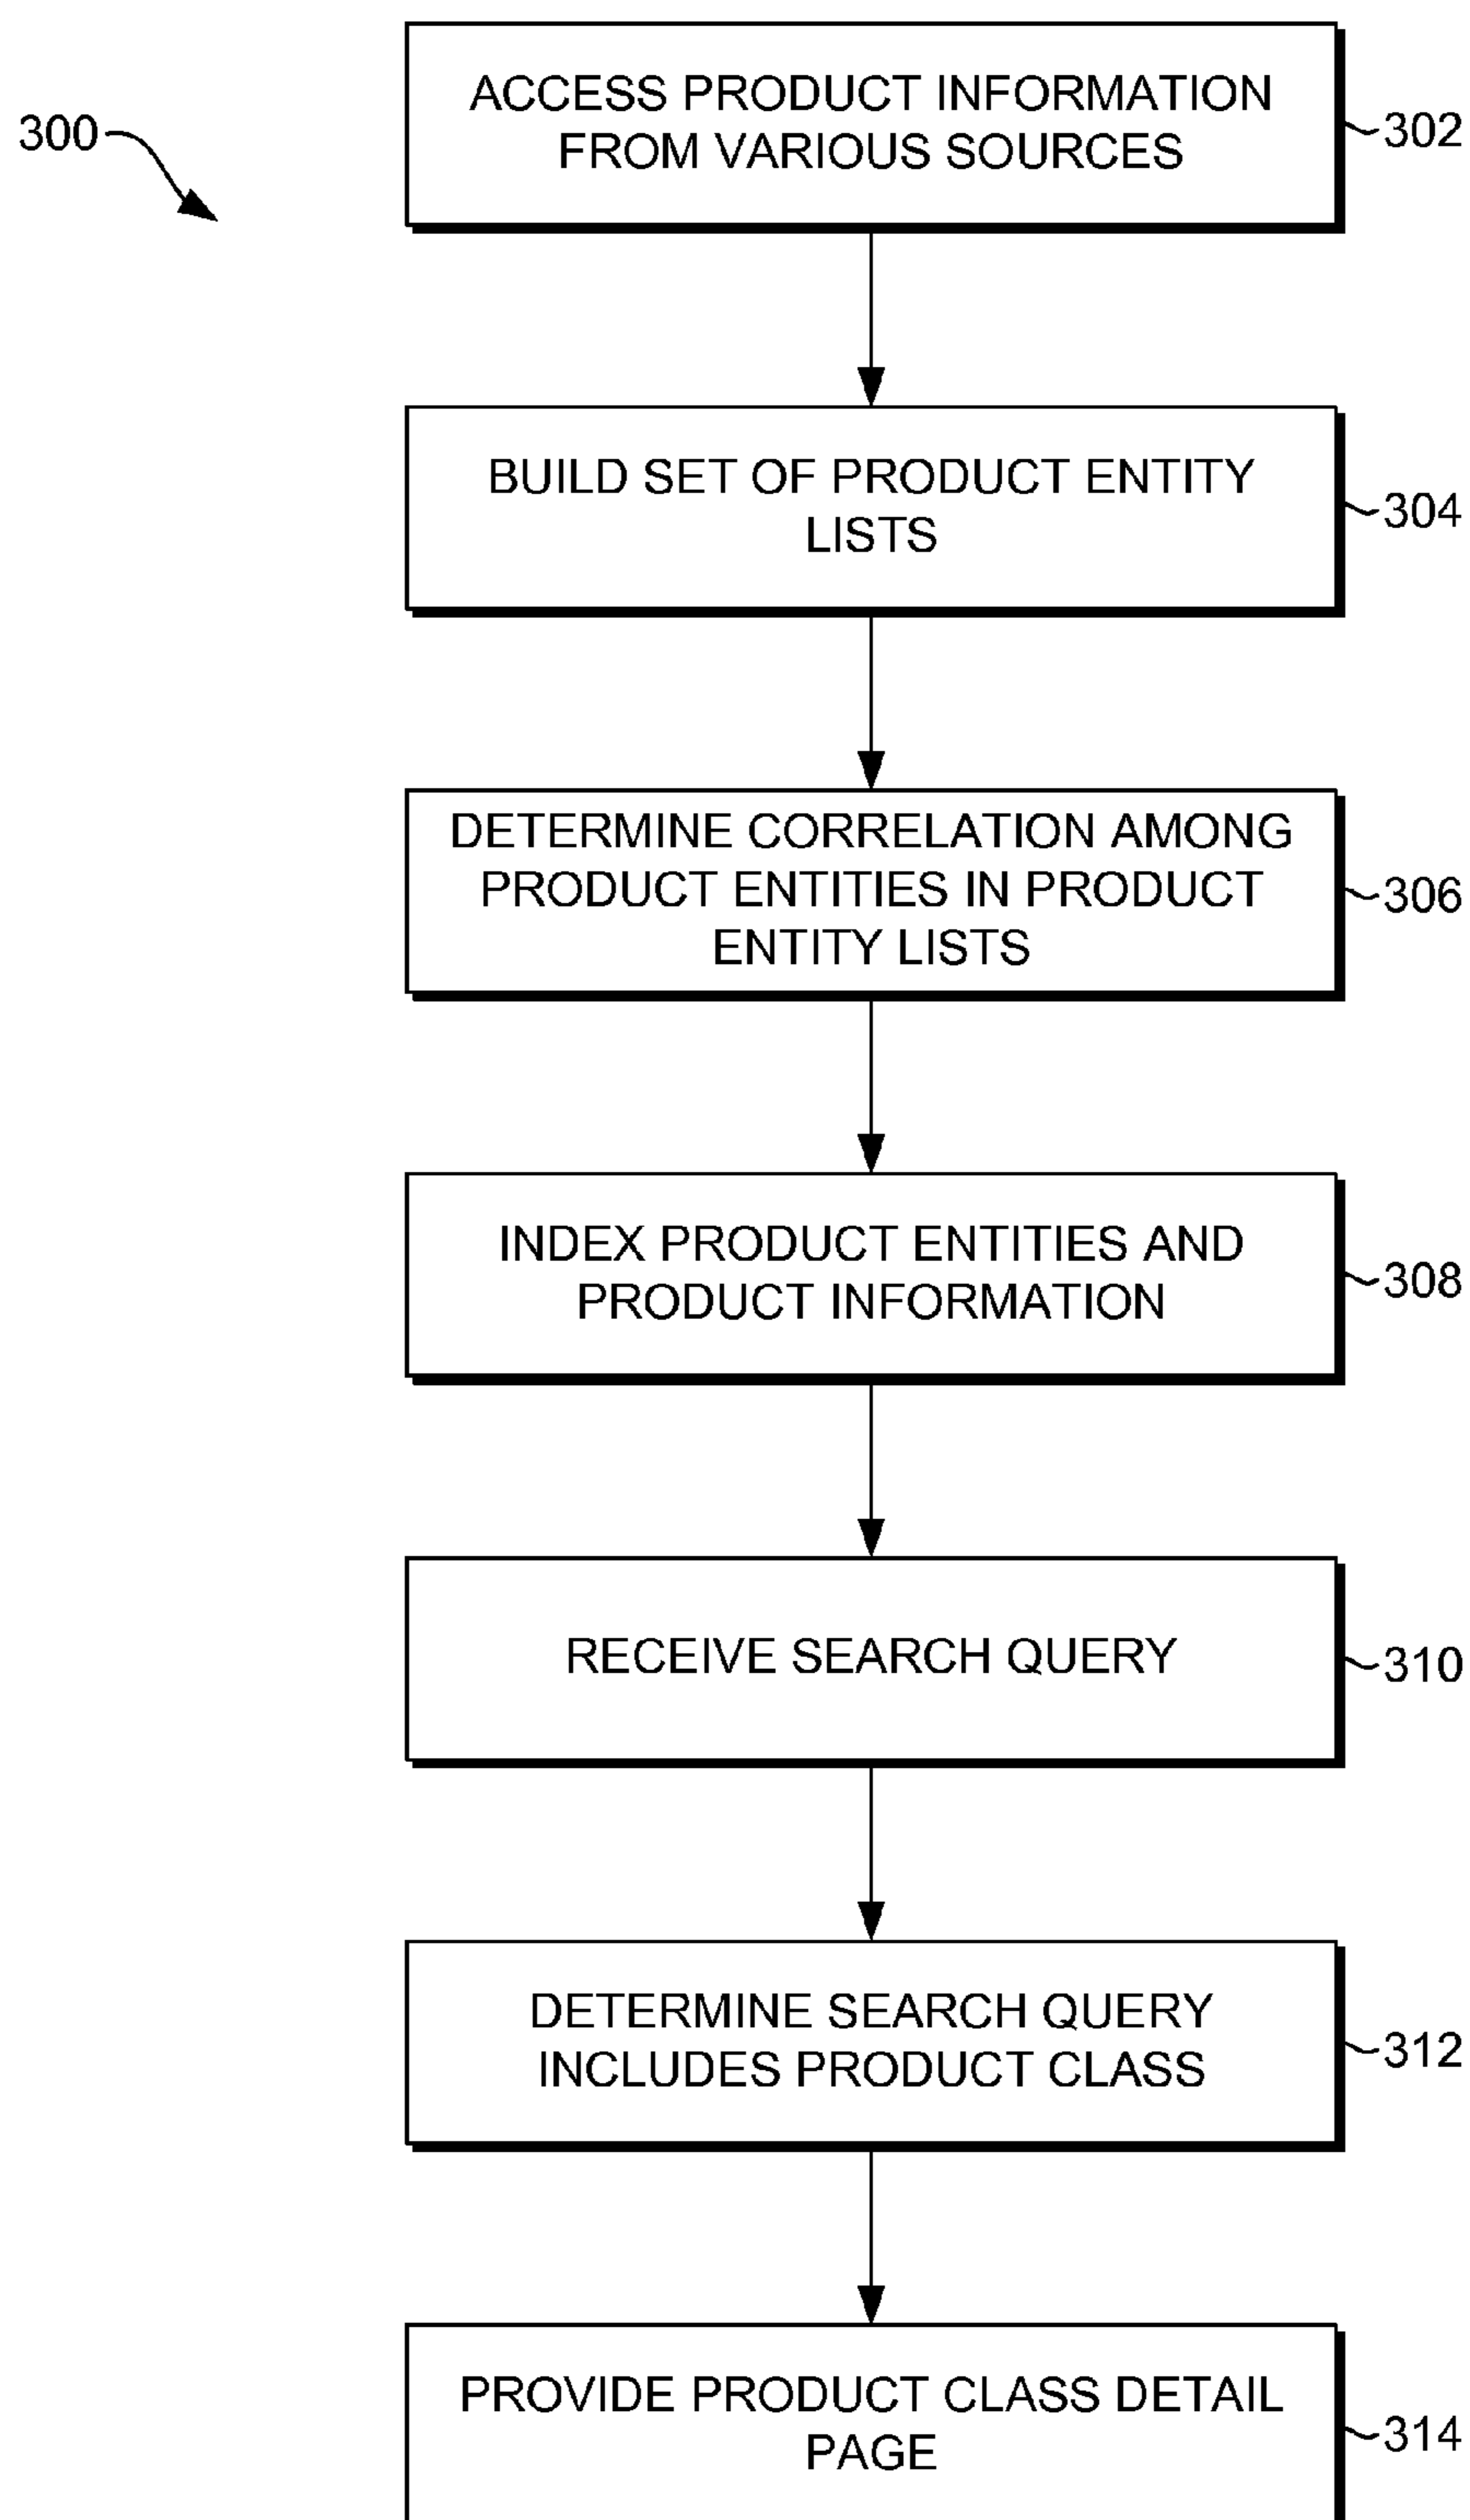 300
ACCESS PRODUCT INFORMATION
FROM VARIOUS SOURCES
302
BUILD SET OF PRODUCT ENTITY
LISTS
304
DETERMINE CORRELATION AMONG
PRODUCT ENTITIES IN PRODUCT
ENTITY LISTS
306
INDEX PRODUCT ENTITIES AND
PRODUCT INFORMATION
308
RECEIVE SEARCH QUERY
310
DETERMINE SEARCH QUERY
INCLUDES PRODUCT CLASS
312
PROVIDE PRODUCT CLASS DETAIL
PAGE
314